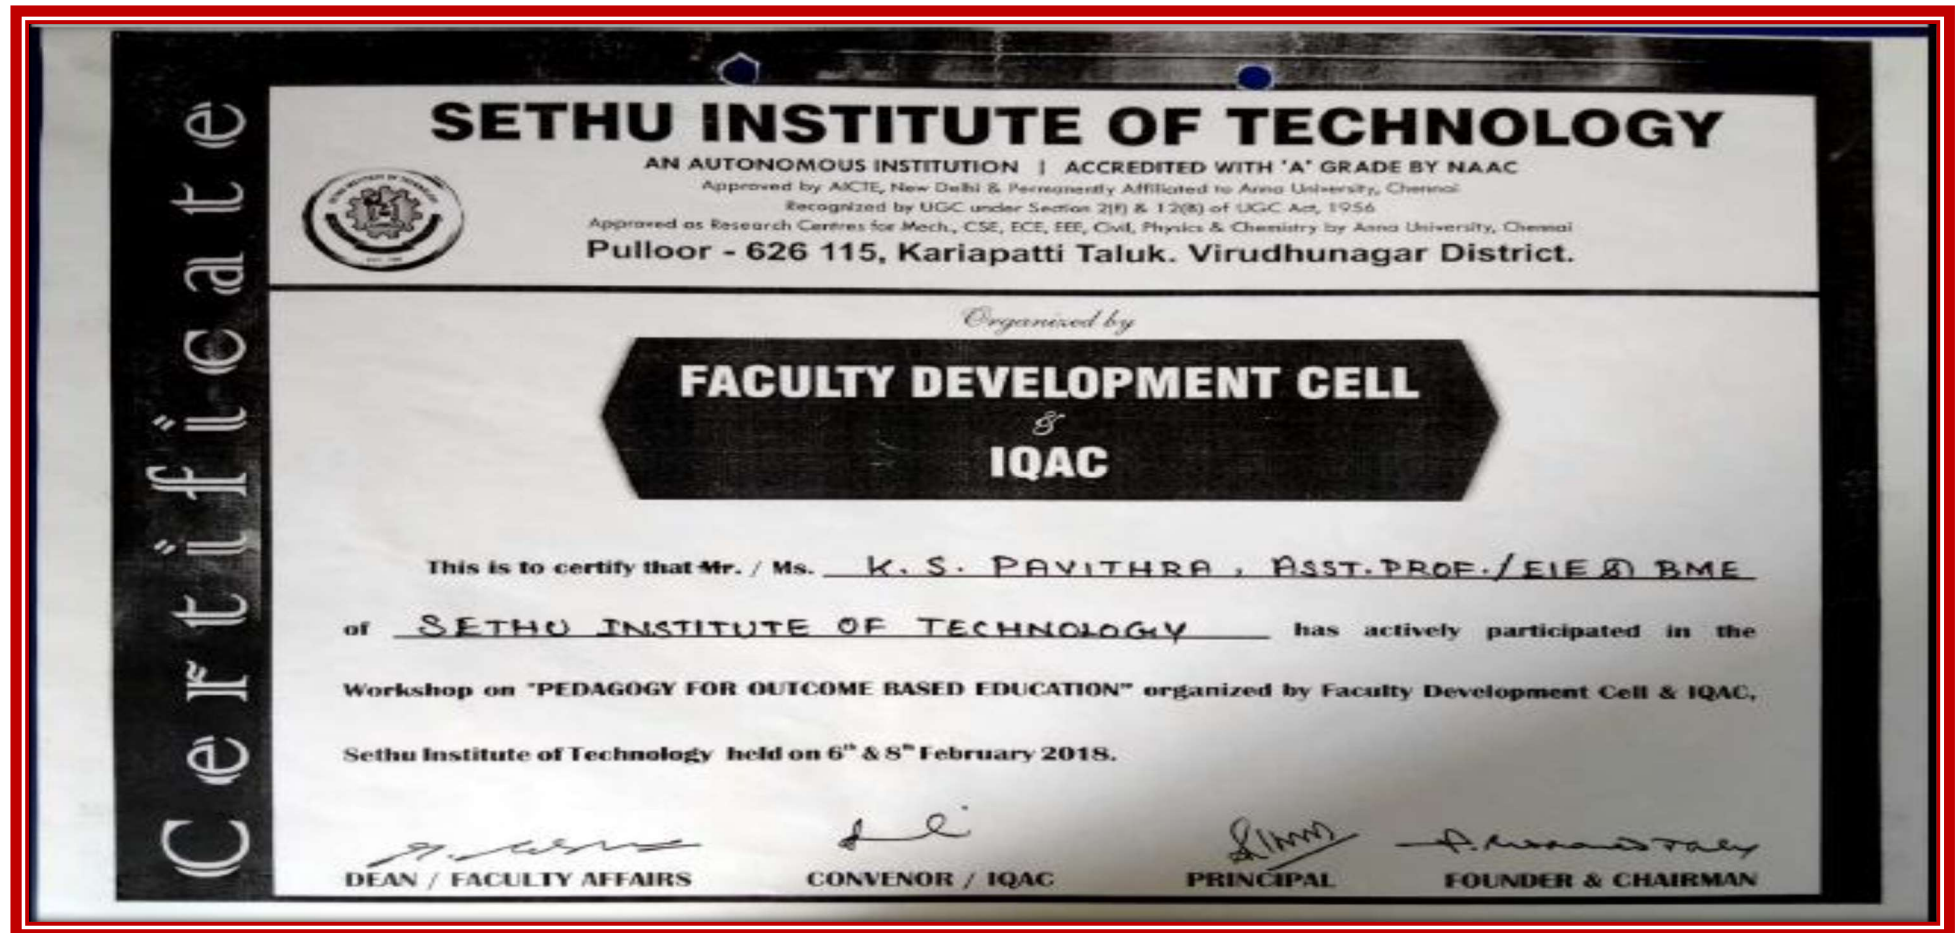 Certificate
SETHU INSTITUTE OF TECHNOLOGY
AN AUTONOMOUS INSTITUTION | ACCREDITED WITH 'A' GRADE BY NAAC
Approved by AICTE, New Delhi & Permanently Affiliated to Anna University, Chennai
Recognized by UGC under Section 2(f) & 12(B) of UGC Act, 1956
Approved as Research Centres for Mech., CSE, ECE, EEE, Civil, Physics & Chemistry by Anna University, Chennai
Pulloor - 626 115, Kariapatti Taluk. Virudhunagar District.
Organized by
FACULTY DEVELOPMENT CELL
&
IQAC
This is to certify that Mr. / Ms. K. S. PAVITHRA, ASST. PROF./EIE & BME
of SETHU INSTITUTE OF TECHNOLOGY has actively participated in the
Workshop on "PEDAGOGY FOR OUTCOME BASED EDUCATION" organized by Faculty Development Cell & IQAC,
Sethu Institute of Technology held on 6th & 8th February 2018.
DEAN / FACULTY AFFAIRS CONVENOR / IQAC PRINCIPAL FOUNDER & CHAIRMAN